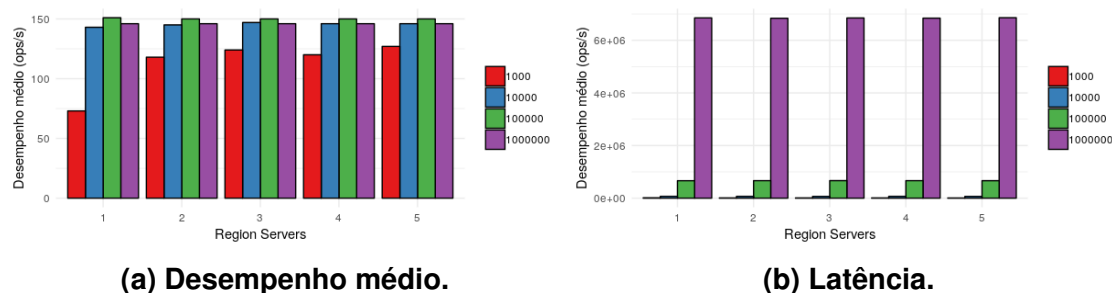 150
100
50
0
Desempenho médio (ops/s)
1 2 3 4 5
Region Servers
1000
10000
100000
1000000
(a) Desempenho médio.
6e+06
4e+06
2e+06
0e+00
Desempenho médio (ops/s)
1 2 3 4 5
Region Servers
1000
10000
100000
1000000
(b) Latência.